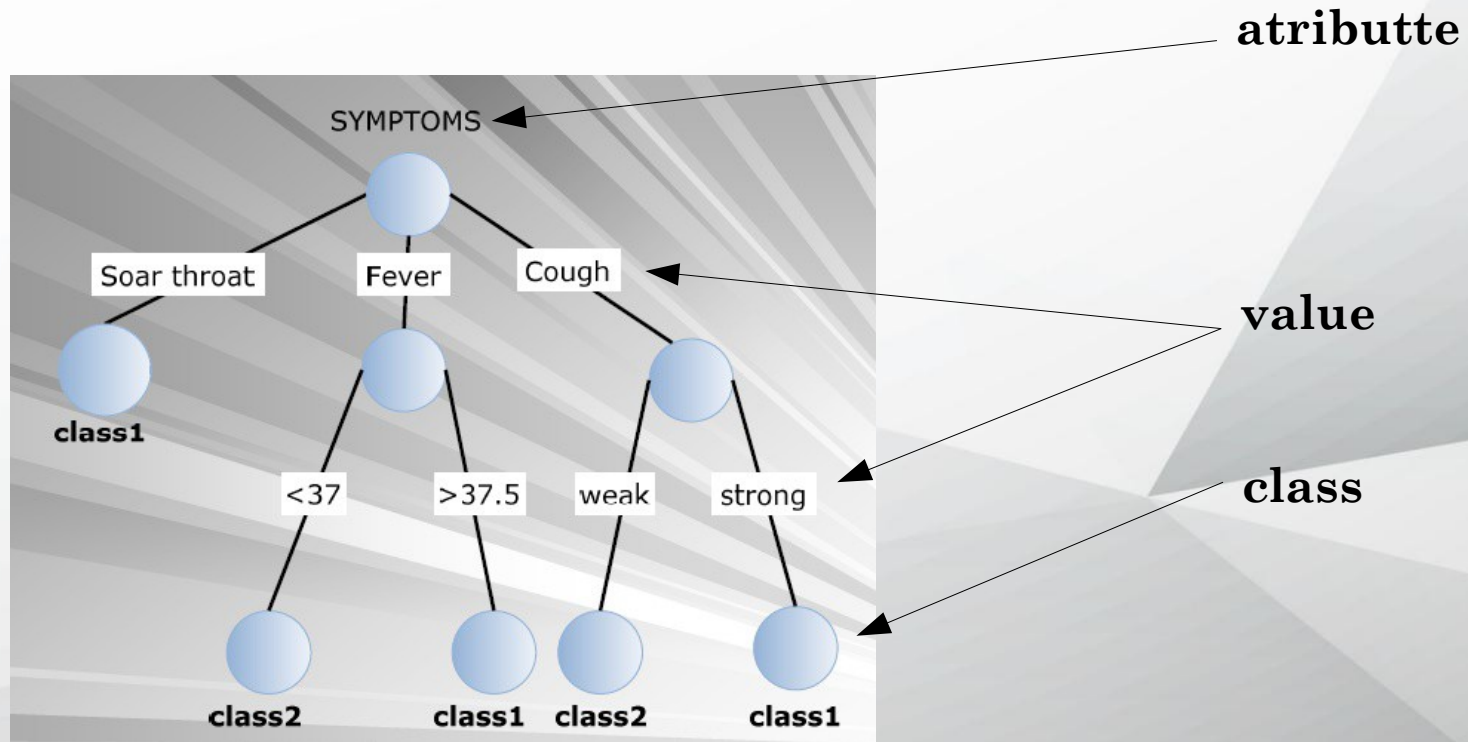 atributte
SYMPTOMS
Soar throat
Fever
Cough
value
class1
<37
>37.5
weak
strong
class
class2
class1
class2
class1